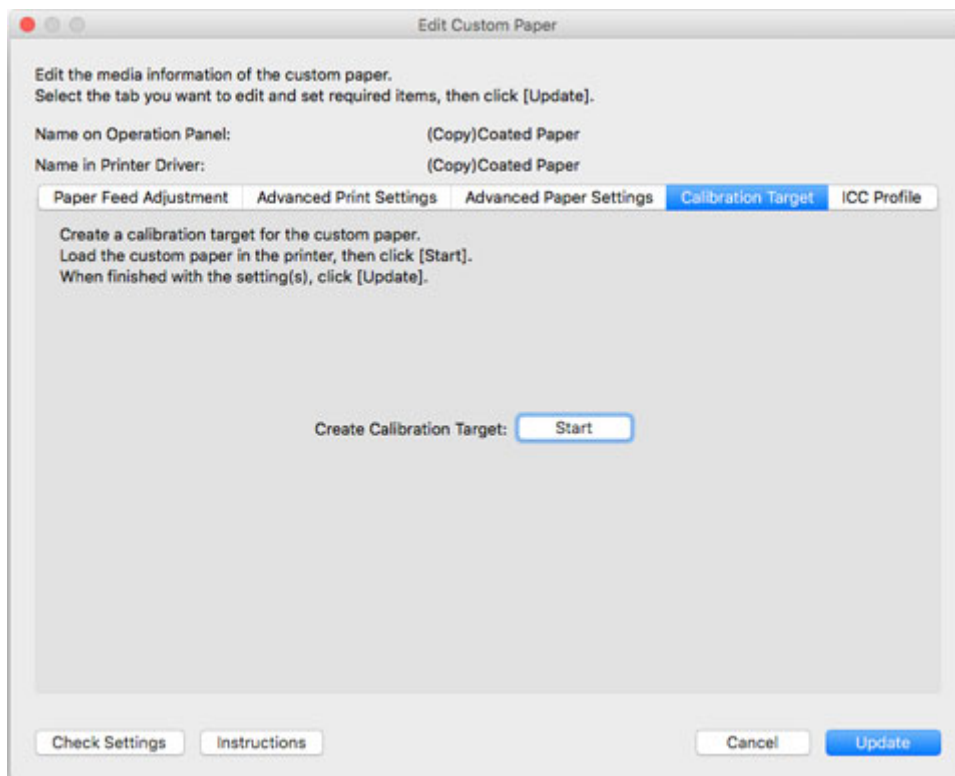 Edit Custom Paper
Edit the media information of the custom paper.
Select the tab you want to edit and set required items, then click [Update].
Name on Operation Panel: (Copy)Coated Paper
Name in Printer Driver: (Copy)Coated Paper
Paper Feed Adjustment Advanced Print Settings Advanced Paper Settings Calibration Target ICC Profile
Create a calibration target for the custom paper.
Load the custom paper in the printer, then click [Start].
When finished with the setting(s), click [Update].
Create Calibration Target: Start
Check Settings Instructions Cancel Update